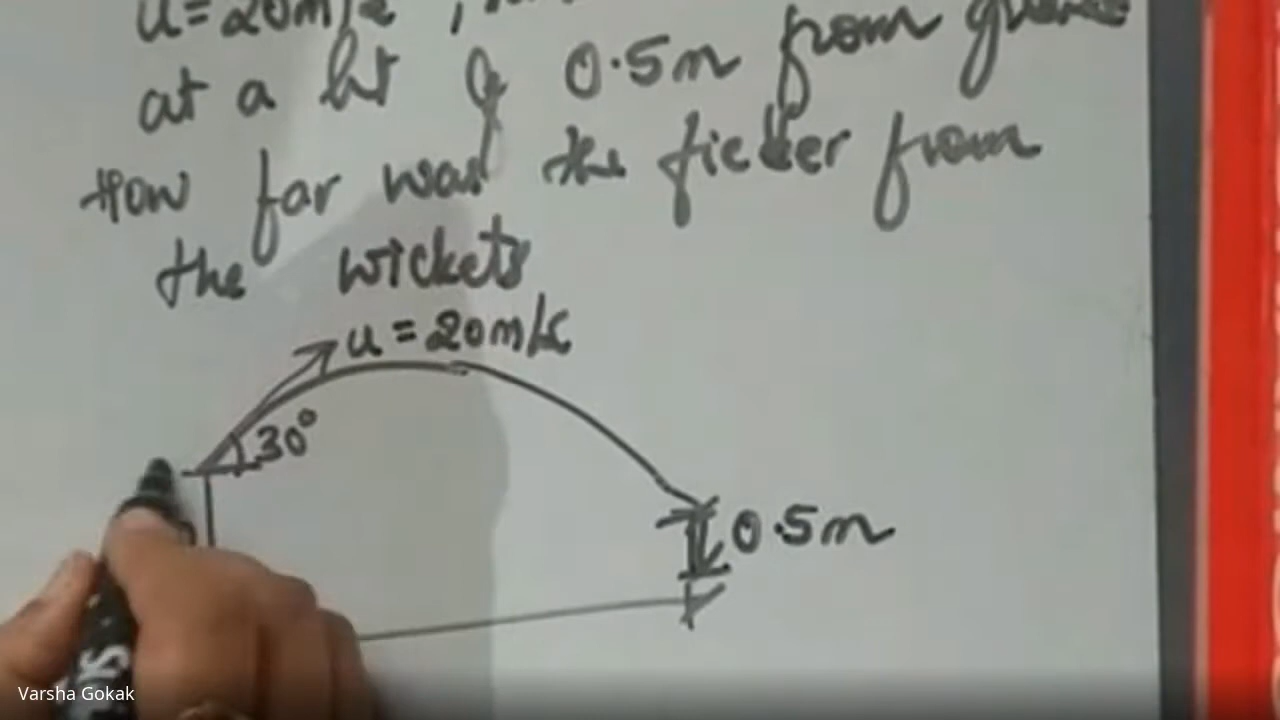 u = 20m/s
at a ht of 0.5m from
How far was the fielder from
the wickets
u = 20m/s
30°
0.5m
Varsha Gokak